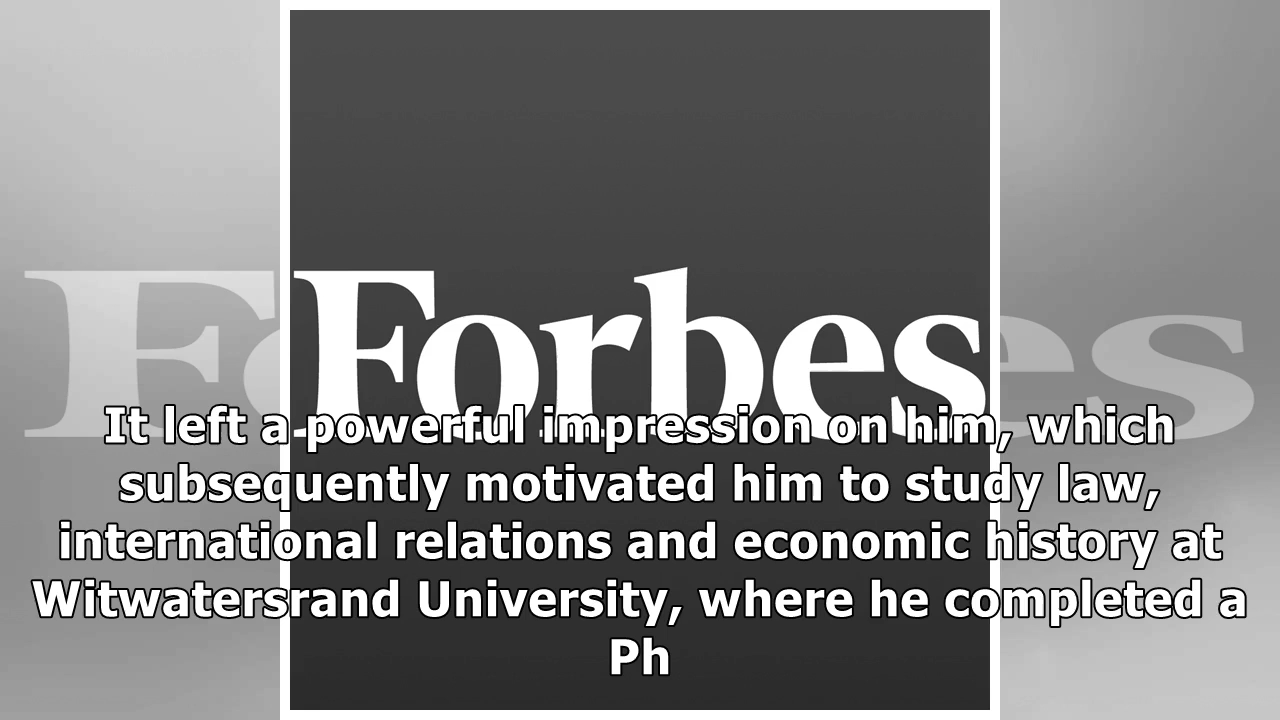 Forbes
It left a powerful impression on him, which
subsequently motivated him to study law,
international relations and economic history at
Witwatersrand University, where he completed a
Ph